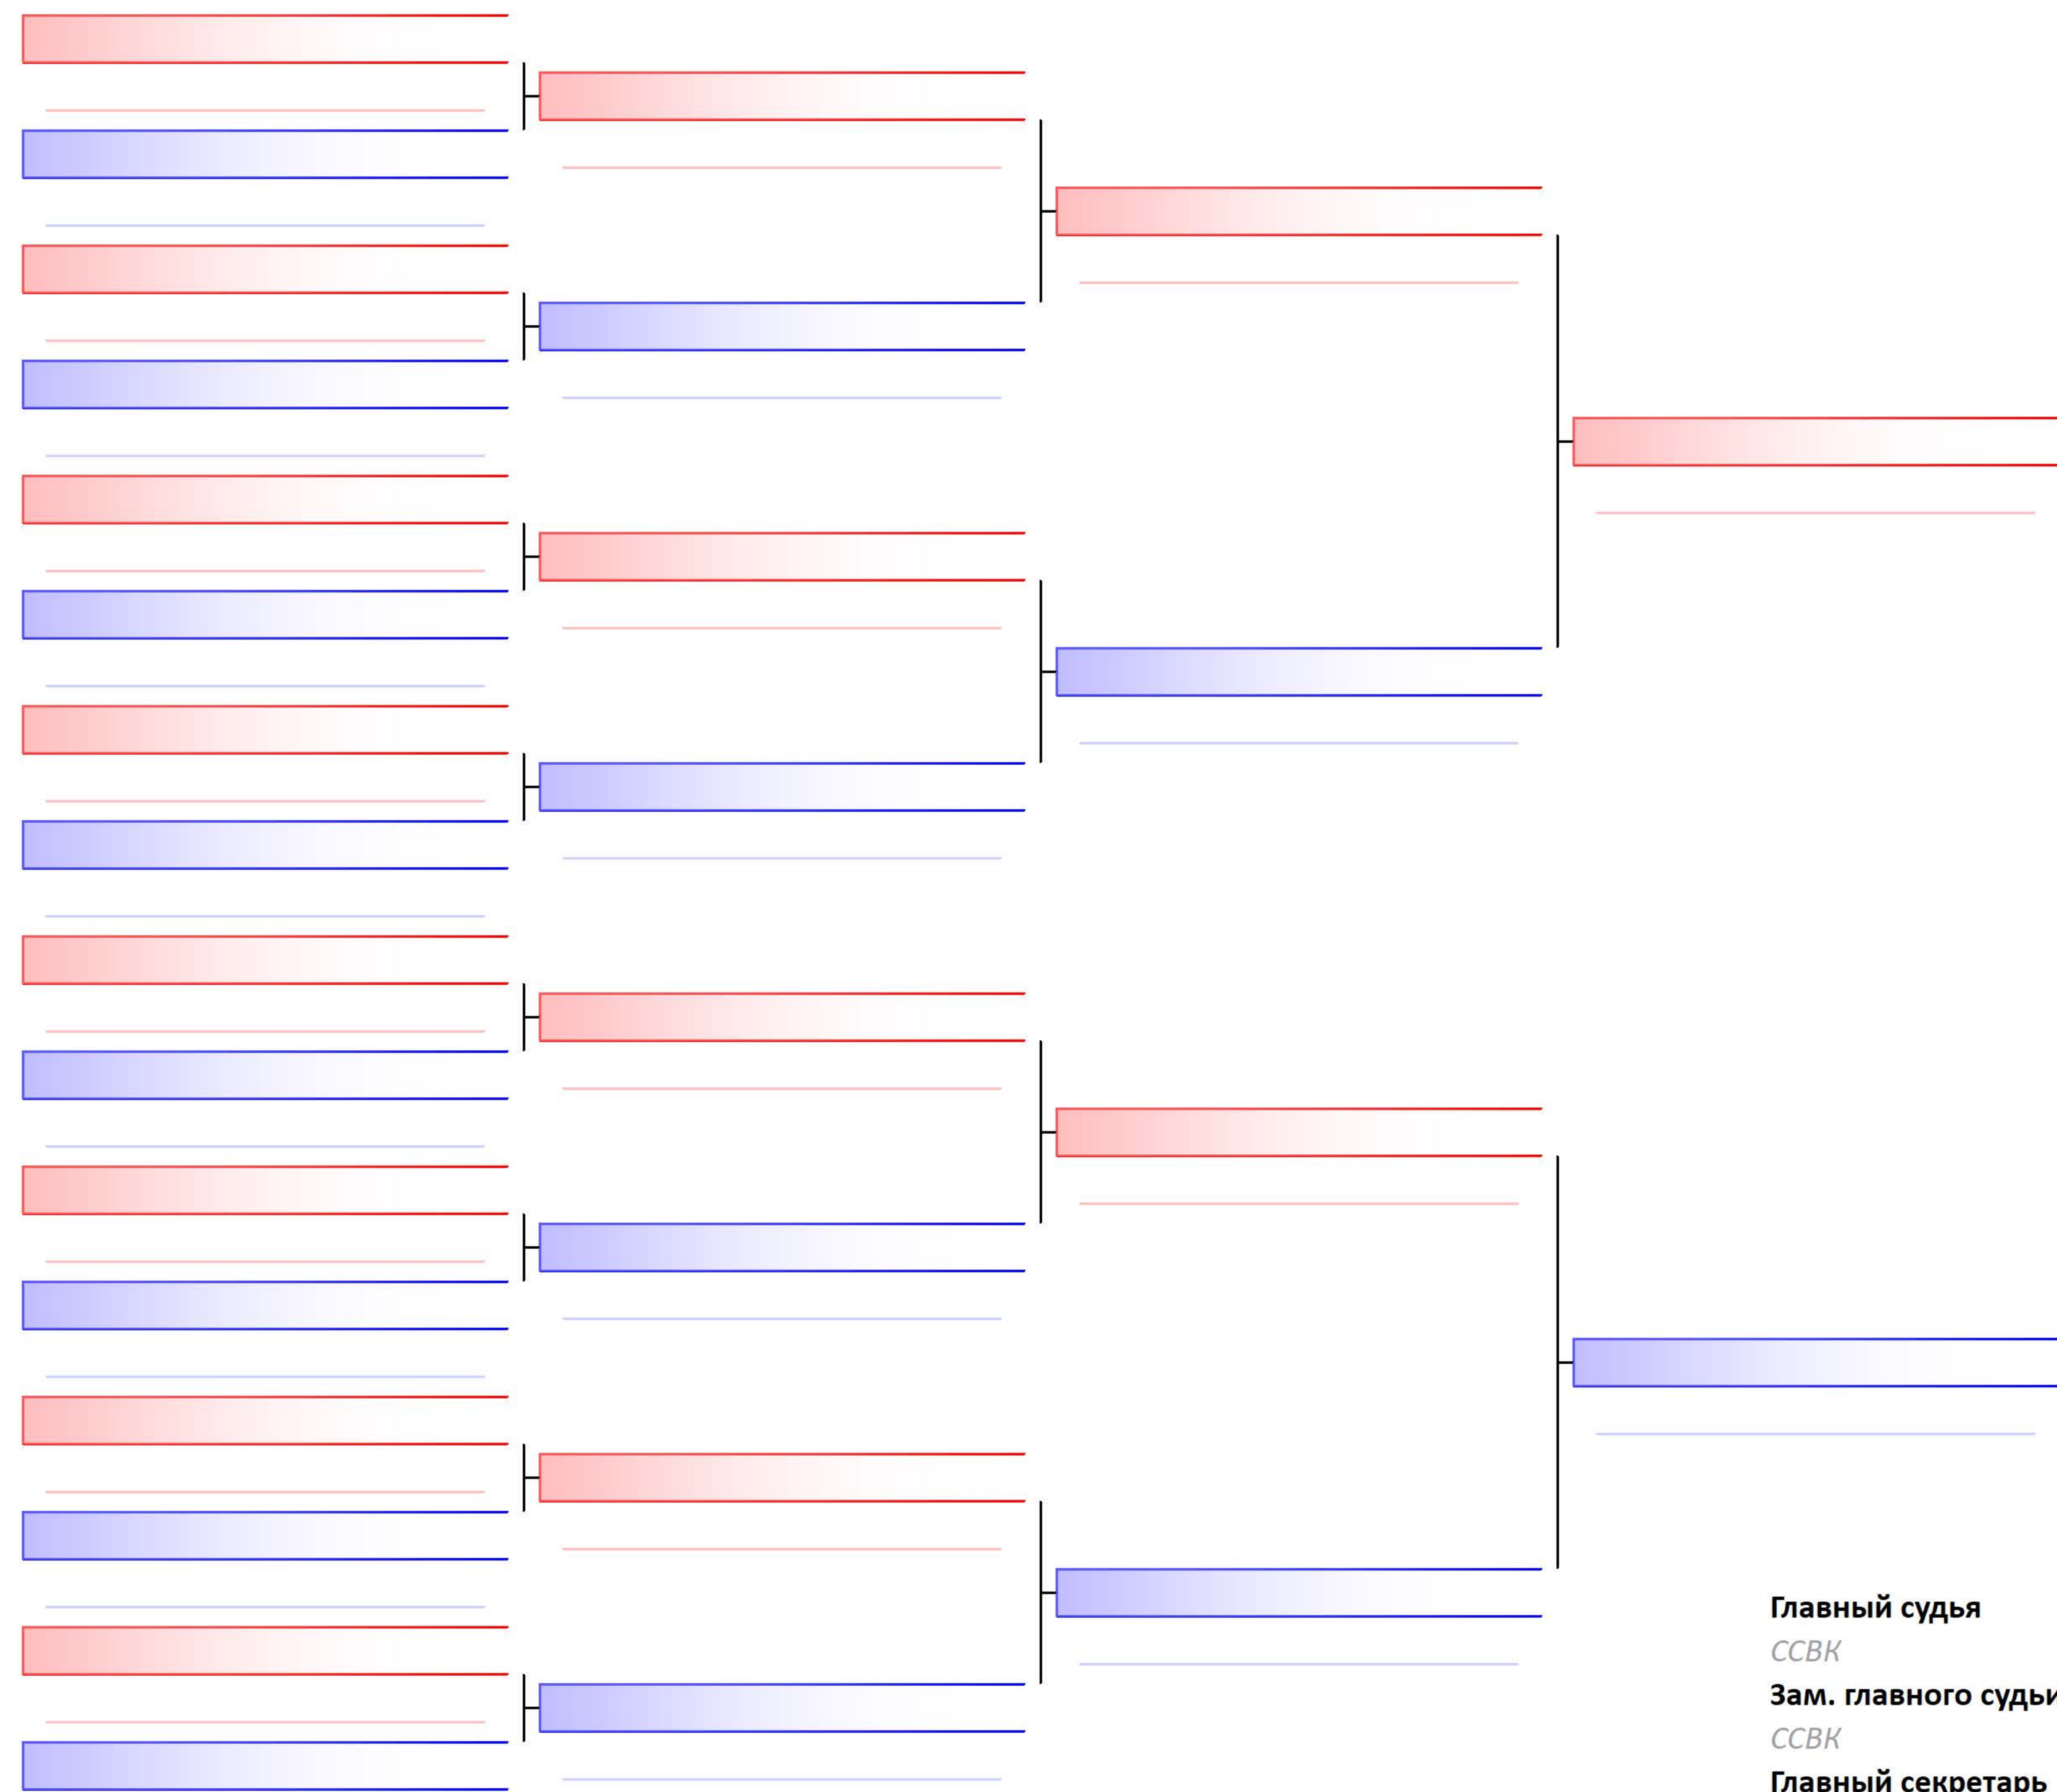 Главный судья
ССВК
Зам. главного судьи
ССВК
Главный секретарь